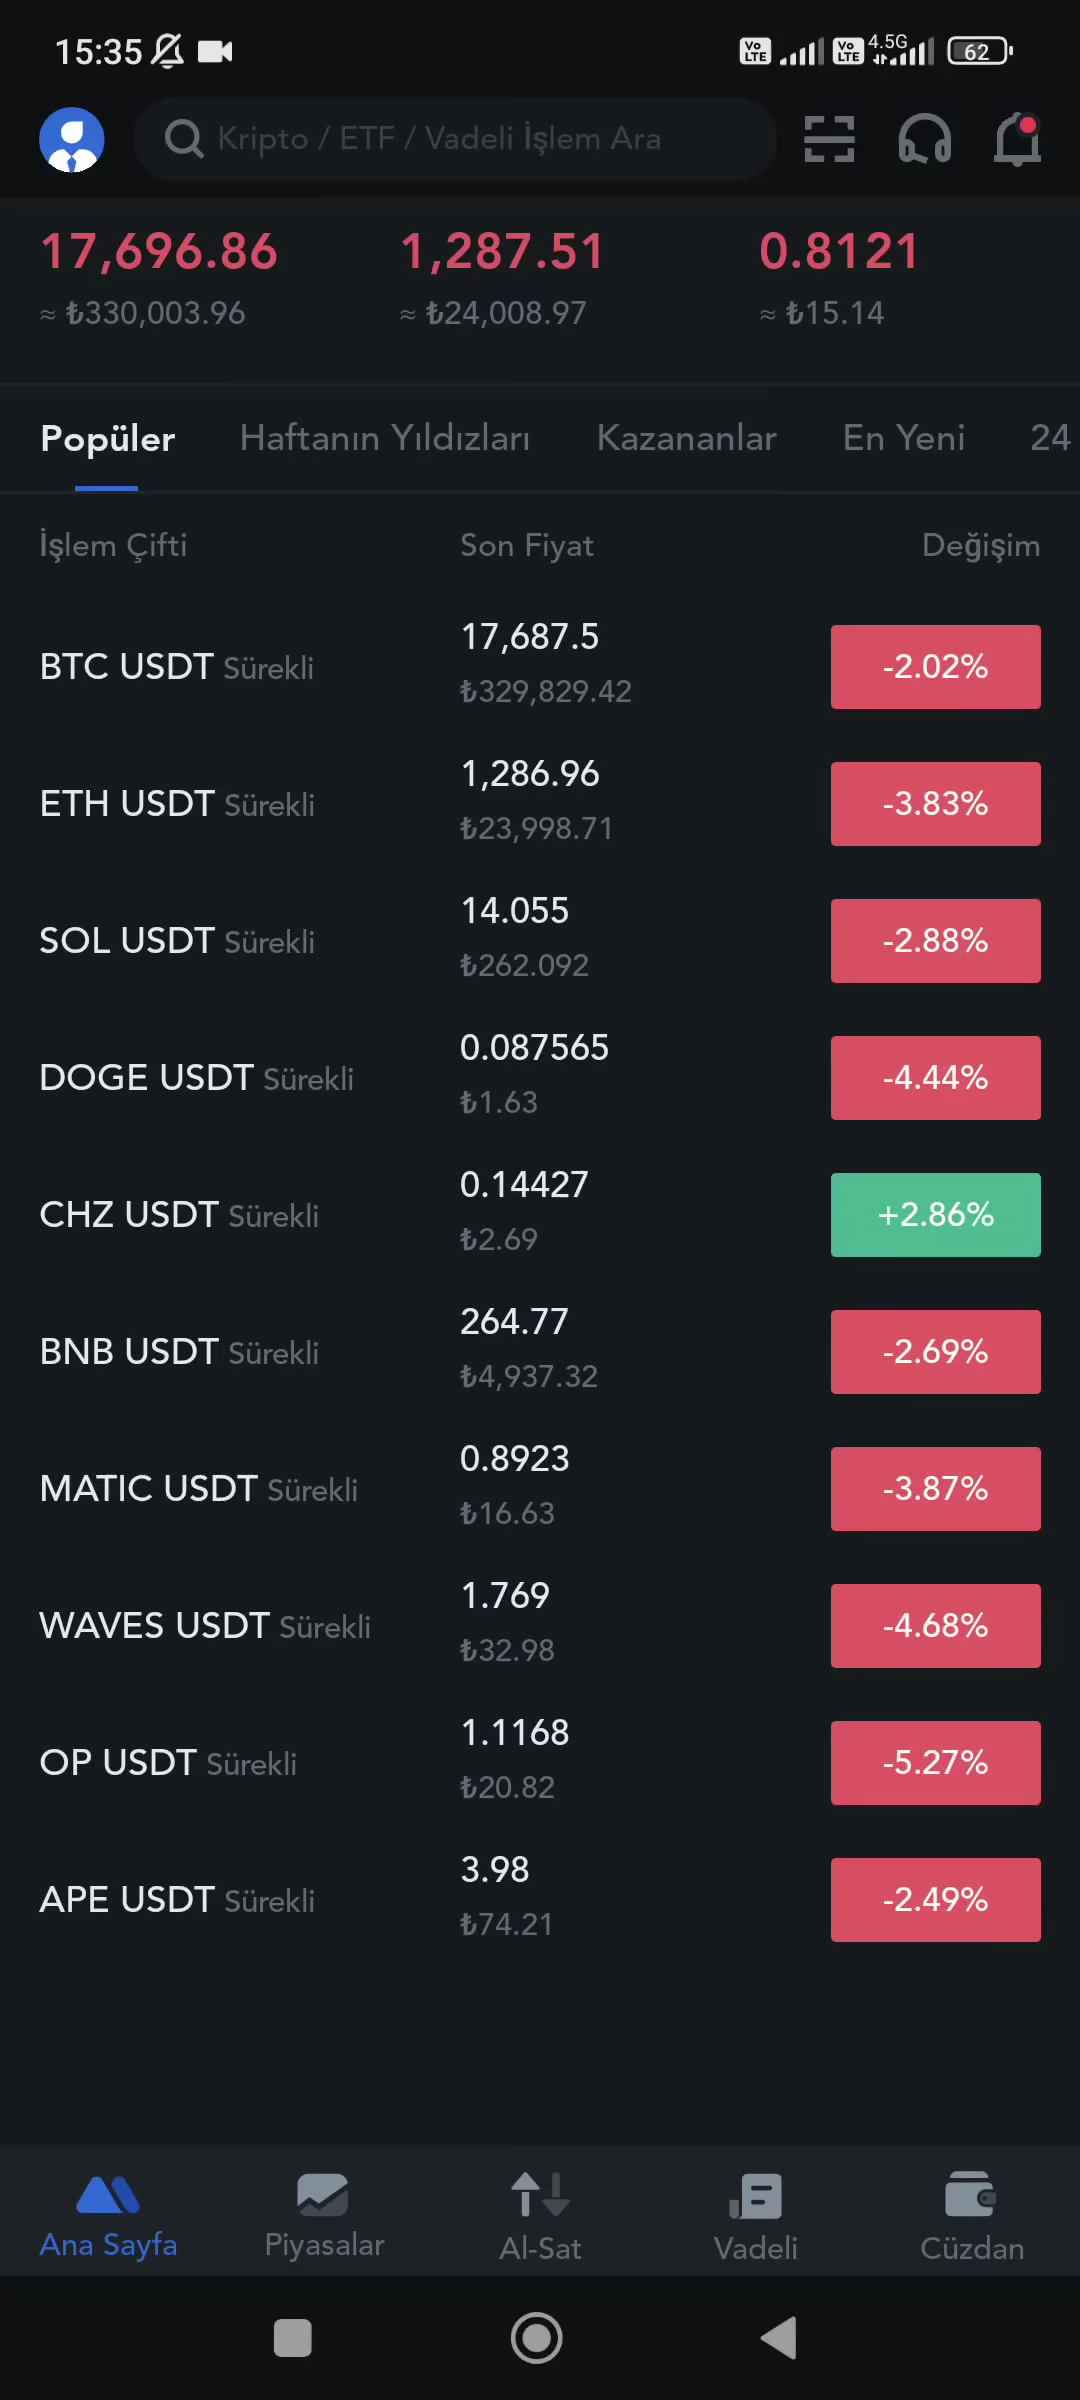 15:35 Vo LTE Vo LTE 4.5G 62
Kripto / ETF / Vadeli İşlem Ara
17,696.86 1,287.51 0.8121
≈ ₺330,003.96 ≈ ₺24,008.97 ≈ ₺15.14
Popüler Haftanın Yıldızları Kazananlar En Yeni 24
İşlem Çifti Son Fiyat Değişim
17,687.5
BTC USDT Sürekli -2.02%
₺329,829.42
1,286.96
ETH USDT Sürekli -3.83%
₺23,998.71
14.055
SOL USDT Sürekli -2.88%
₺262.092
0.087565
DOGE USDT Sürekli -4.44%
₺1.63
0.14427
CHZ USDT Sürekli +2.86%
₺2.69
264.77
BNB USDT Sürekli -2.69%
₺4,937.32
0.8923
MATIC USDT Sürekli -3.87%
₺16.63
1.769
WAVES USDT Sürekli -4.68%
₺32.98
1.1168
OP USDT Sürekli -5.27%
₺20.82
3.98
APE USDT Sürekli -2.49%
₺74.21
Ana Sayfa Piyasalar Al-Sat Vadeli Cüzdan